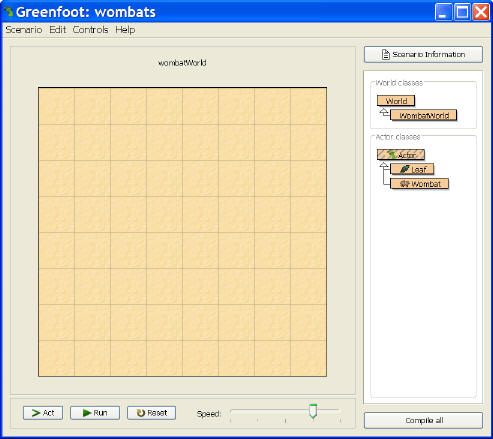 Greenfoot: wombats
Scenario Edit Controls Help
wombatWorld
Scenario Information
World classes
World
WombatWorld
Actor classes
Actor
Leaf
Wombat
Act Run Reset Speed:
Compile all